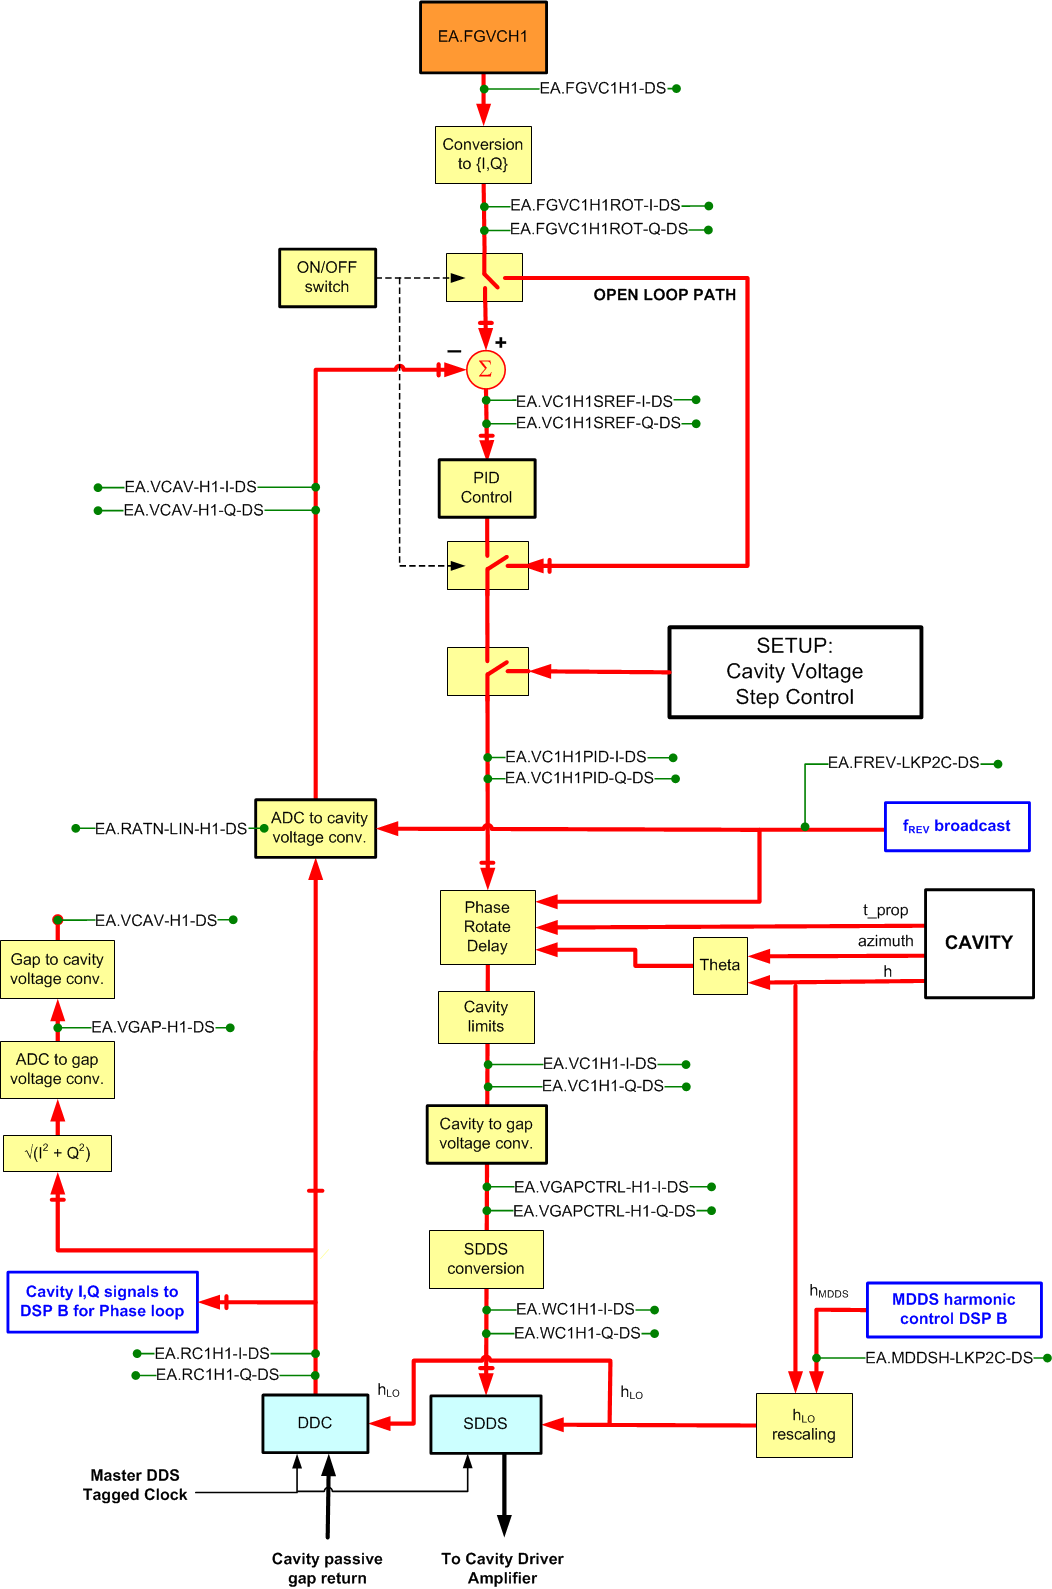 EA.FGVCH1
EA.FGVC1H1-DS
Conversion
to {I,Q}
EA.FGVC1H1ROT-I-DS
EA.FGVC1H1ROT-Q-DS
ON/OFF
switch
OPEN LOOP PATH
− +
Σ
EA.VC1H1SREF-I-DS
EA.VC1H1SREF-Q-DS
PID
Control
EA.VCAV-H1-I-DS
EA.VCAV-H1-Q-DS
SETUP:
Cavity Voltage
Step Control
EA.VC1H1PID-I-DS
EA.VC1H1PID-Q-DS
EA.FREV-LKP2C-DS
EA.RATN-LIN-H1-DS
ADC to cavity
voltage conv.
fREV broadcast
Phase
Rotate
Delay
t_prop
azimuth
h
CAVITY
Theta
EA.VCAV-H1-DS
Gap to cavity
voltage conv.
Cavity
limits
EA.VGAP-H1-DS
ADC to gap
voltage conv.
EA.VC1H1-I-DS
EA.VC1H1-Q-DS
Cavity to gap
voltage conv.
√(I² + Q²)
EA.VGAPCTRL-H1-I-DS
EA.VGAPCTRL-H1-Q-DS
SDDS
conversion
Cavity I,Q signals to
DSP B for Phase loop
hMDDS
MDDS harmonic
control DSP B
EA.WC1H1-I-DS
EA.WC1H1-Q-DS
EA.RC1H1-I-DS
EA.RC1H1-Q-DS
EA.MDDSH-LKP2C-DS
hLO
hLO
DDC
SDDS
hLO
rescaling
Master DDS
Tagged Clock
Cavity passive
gap return
To Cavity Driver
Amplifier